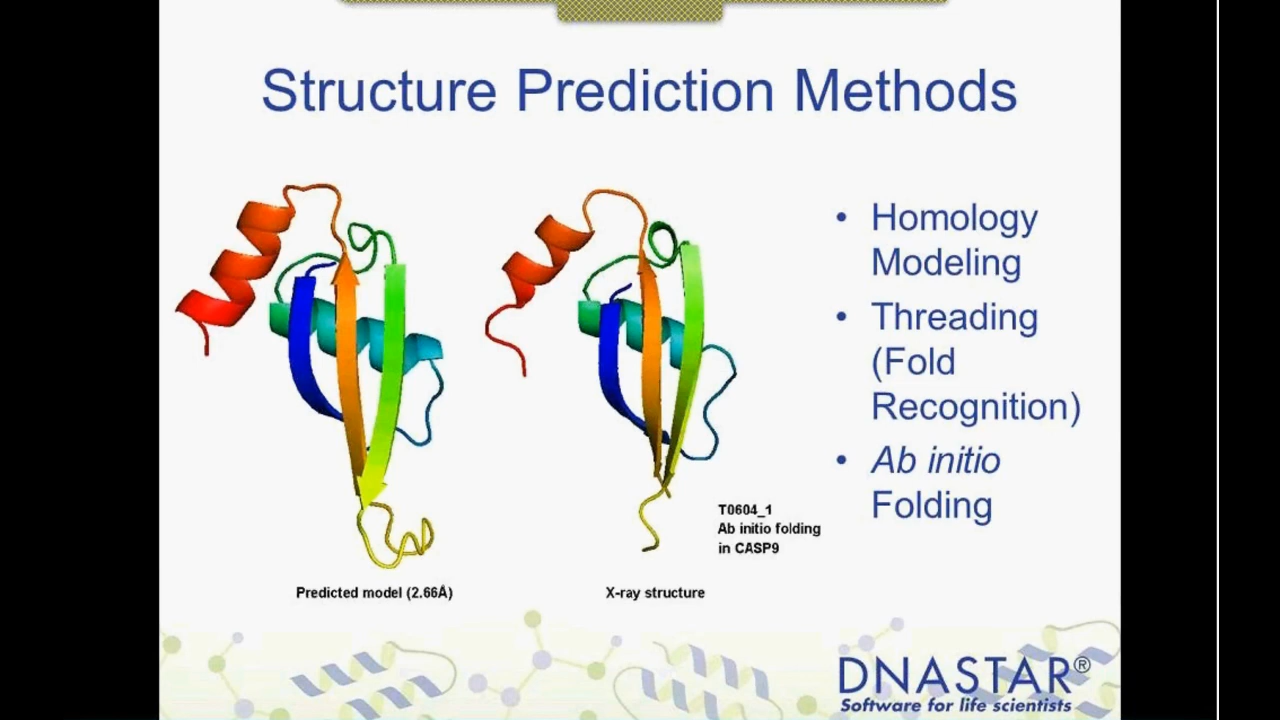 Structure Prediction Methods
• Homology
Modeling
• Threading
(Fold
Recognition)
• Ab initio
Folding
T0604_1
Ab initio folding
in CASP9
Predicted model (2.66Å)
X-ray structure
DNASTAR®
Software for life scientists